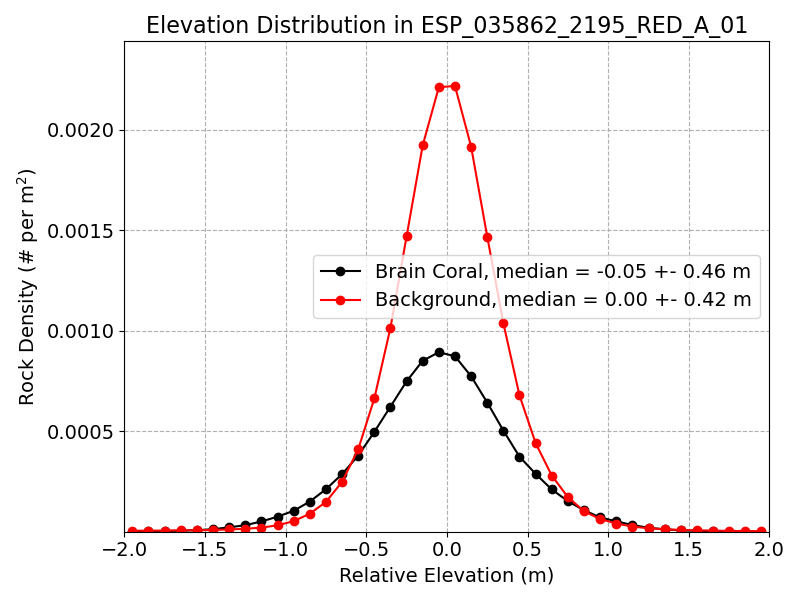 Elevation Distribution in ESP_035862_2195_RED_A_01
0.0020
0.0015
0.0010
0.0005
Rock Density (# per m²)
Brain Coral, median = -0.05 +- 0.46 m
Background, median = 0.00 +- 0.42 m
−2.0 −1.5 −1.0 −0.5 0.0 0.5 1.0 1.5 2.0
Relative Elevation (m)